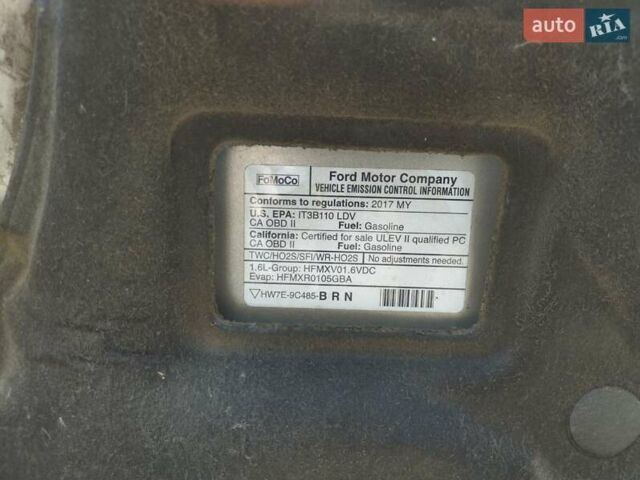 auto RIA .com
FoMoCo
Ford Motor Company
VEHICLE EMISSION CONTROL INFORMATION
Conforms to regulations: 2017 MY
U.S. EPA: IT3B110 LDV
CA OBD II Fuel: Gasoline
California: Certified for sale ULEV II qualified PC
CA OBD II Fuel: Gasoline
TWC/HO2S/SFI/WR-HO2S No adjustments needed.
1.6L-Group: HFMXV01.6VDC
Evap: HFMXR0105GBA
HW7E-9C485-BRN